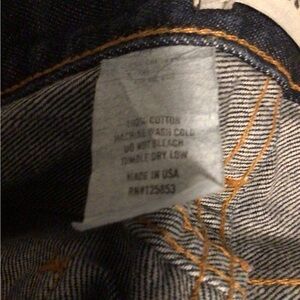 100% COTTON
MACHINE WASH COLD
DO NOT BLEACH
TUMBLE DRY LOW
MADE IN USA
RN#125853